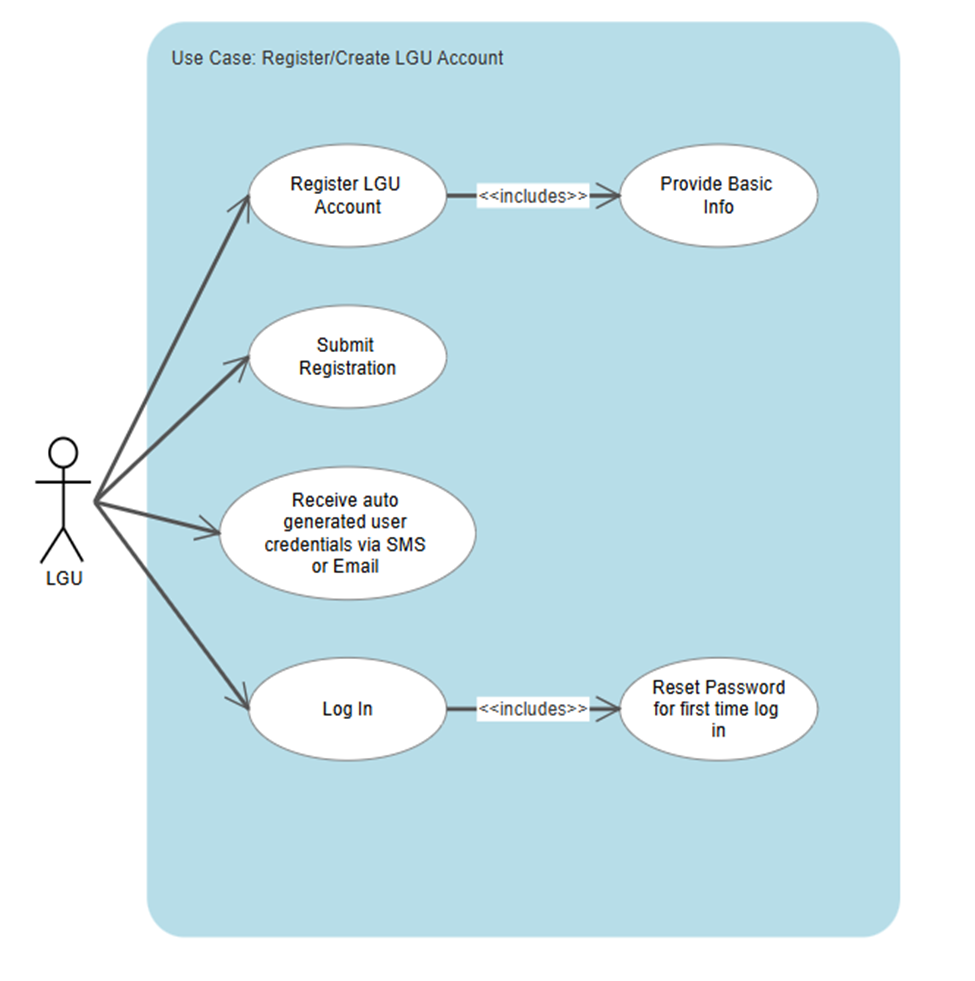 Use Case: Register/Create LGU Account
Register LGU
Account
<<includes>>
Provide Basic
Info
Submit
Registration
Receive auto
generated user
credentials via SMS
or Email
LGU
Log In
<<includes>>
Reset Password
for first time log
in